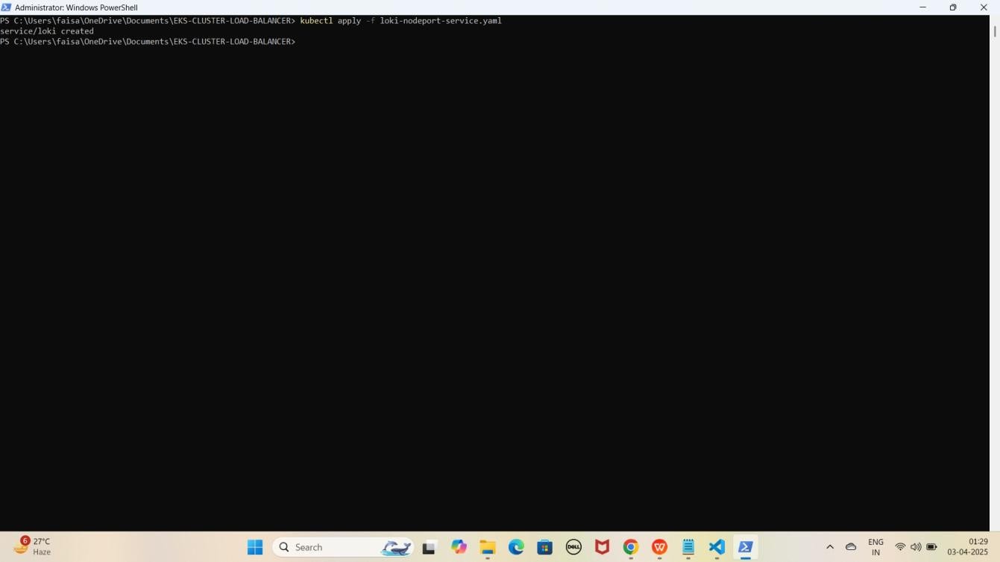 Administrator: Windows PowerShell
PS C:\Users\faisa\OneDrive\Documents\EKS-CLUSTER-LOAD-BALANCER> kubectl apply -f loki-nodeport-service.yaml
service/loki created
PS C:\Users\faisa\OneDrive\Documents\EKS-CLUSTER-LOAD-BALANCER>
6
27°C
Haze
Search
DELL
ENG
IN
01:29
03-04-2025